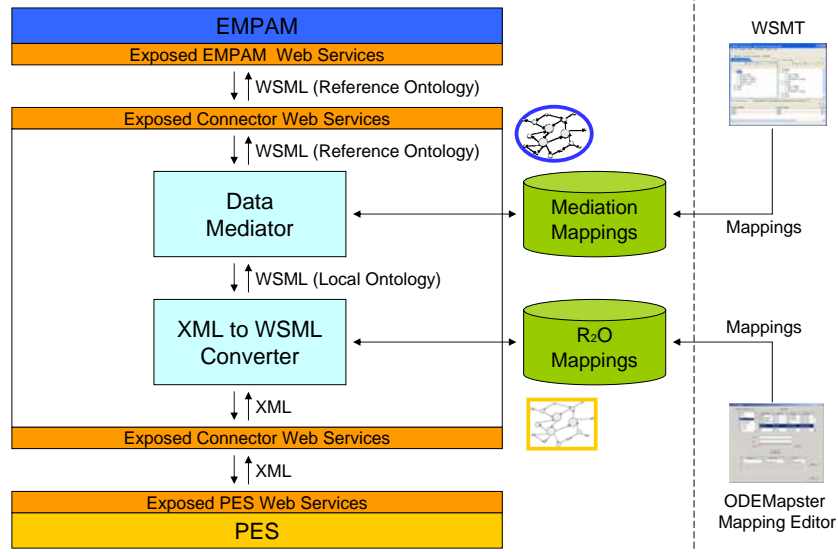 EMPAM
WSMT
Exposed EMPAM Web Services
WSML (Reference Ontology)
Exposed Connector Web Services
WSML (Reference Ontology)
Data
Mediator
Mediation
Mappings
Mappings
WSML (Local Ontology)
XML to WSML
Converter
R2O
Mappings
Mappings
XML
Exposed Connector Web Services
XML
Exposed PES Web Services
PES
ODEMapster
Mapping Editor